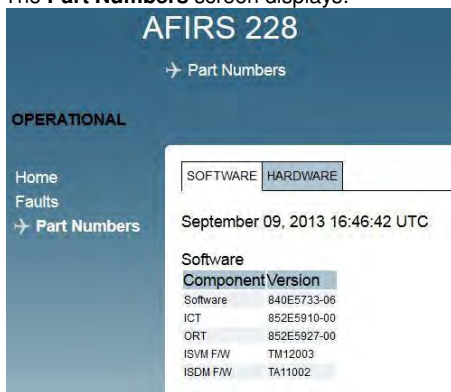 The Part Numbers screen displays:
AFIRS 228
Part Numbers
OPERATIONAL
Home
Faults
Part Numbers
SOFTWARE HARDWARE
September 09, 2013 16:46:42 UTC
Software
Component Version
Software 840E5733-06
ICT 852E5910-00
ORT 852E5927-00
ISVM F/W TM12003
ISDM F/W TA11002